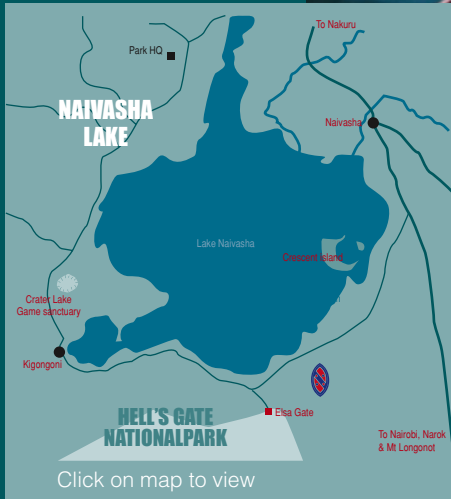 To Nakuru
Park HQ
NAIVASHA
LAKE
Naivasha
Lake Naivasha
Crescent Island
Crater Lake
Game sanctuary
Kigongoni
Elsa Gate
HELL'S GATE
NATIONALPARK
To Nairobi, Narok
& Mt Longonot
Click on map to view